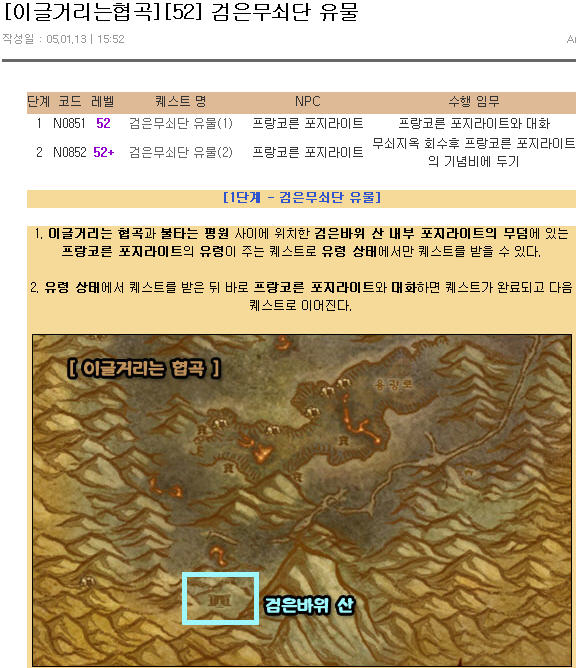 [이글거리는협곡][52] 검은무쇠단 유물
작성일 : 05.01.13 | 15:52
단계 코드 레벨 퀘스트 명 NPC 수행 임무
1 N0851 52 검은무쇠단 유물(1) 프랑코른 포지라이트 프랑코른 포지라이트와 대화
2 N0852 52+ 검은무쇠단 유물(2) 프랑코른 포지라이트 무쇠지옥 회수후 프랑코른 포지라이트
의 기념비에 두기
[1단계 - 검은무쇠단 유물]
1. 이글거리는 협곡과 불타는 평원 사이에 위치한 검은바위 산 내부 포지라이트의 무덤에 있는
프랑코른 포지라이트의 유령이 주는 퀘스트로 유령 상태에서만 퀘스트를 받을 수 있다.
2. 유령 상태에서 퀘스트를 받은 뒤 바로 프랑코른 포지라이트와 대화하면 퀘스트가 완료되고 다음
퀘스트로 이어진다.
[ 이글거리는 협곡 ]
용광로
검은바위 산